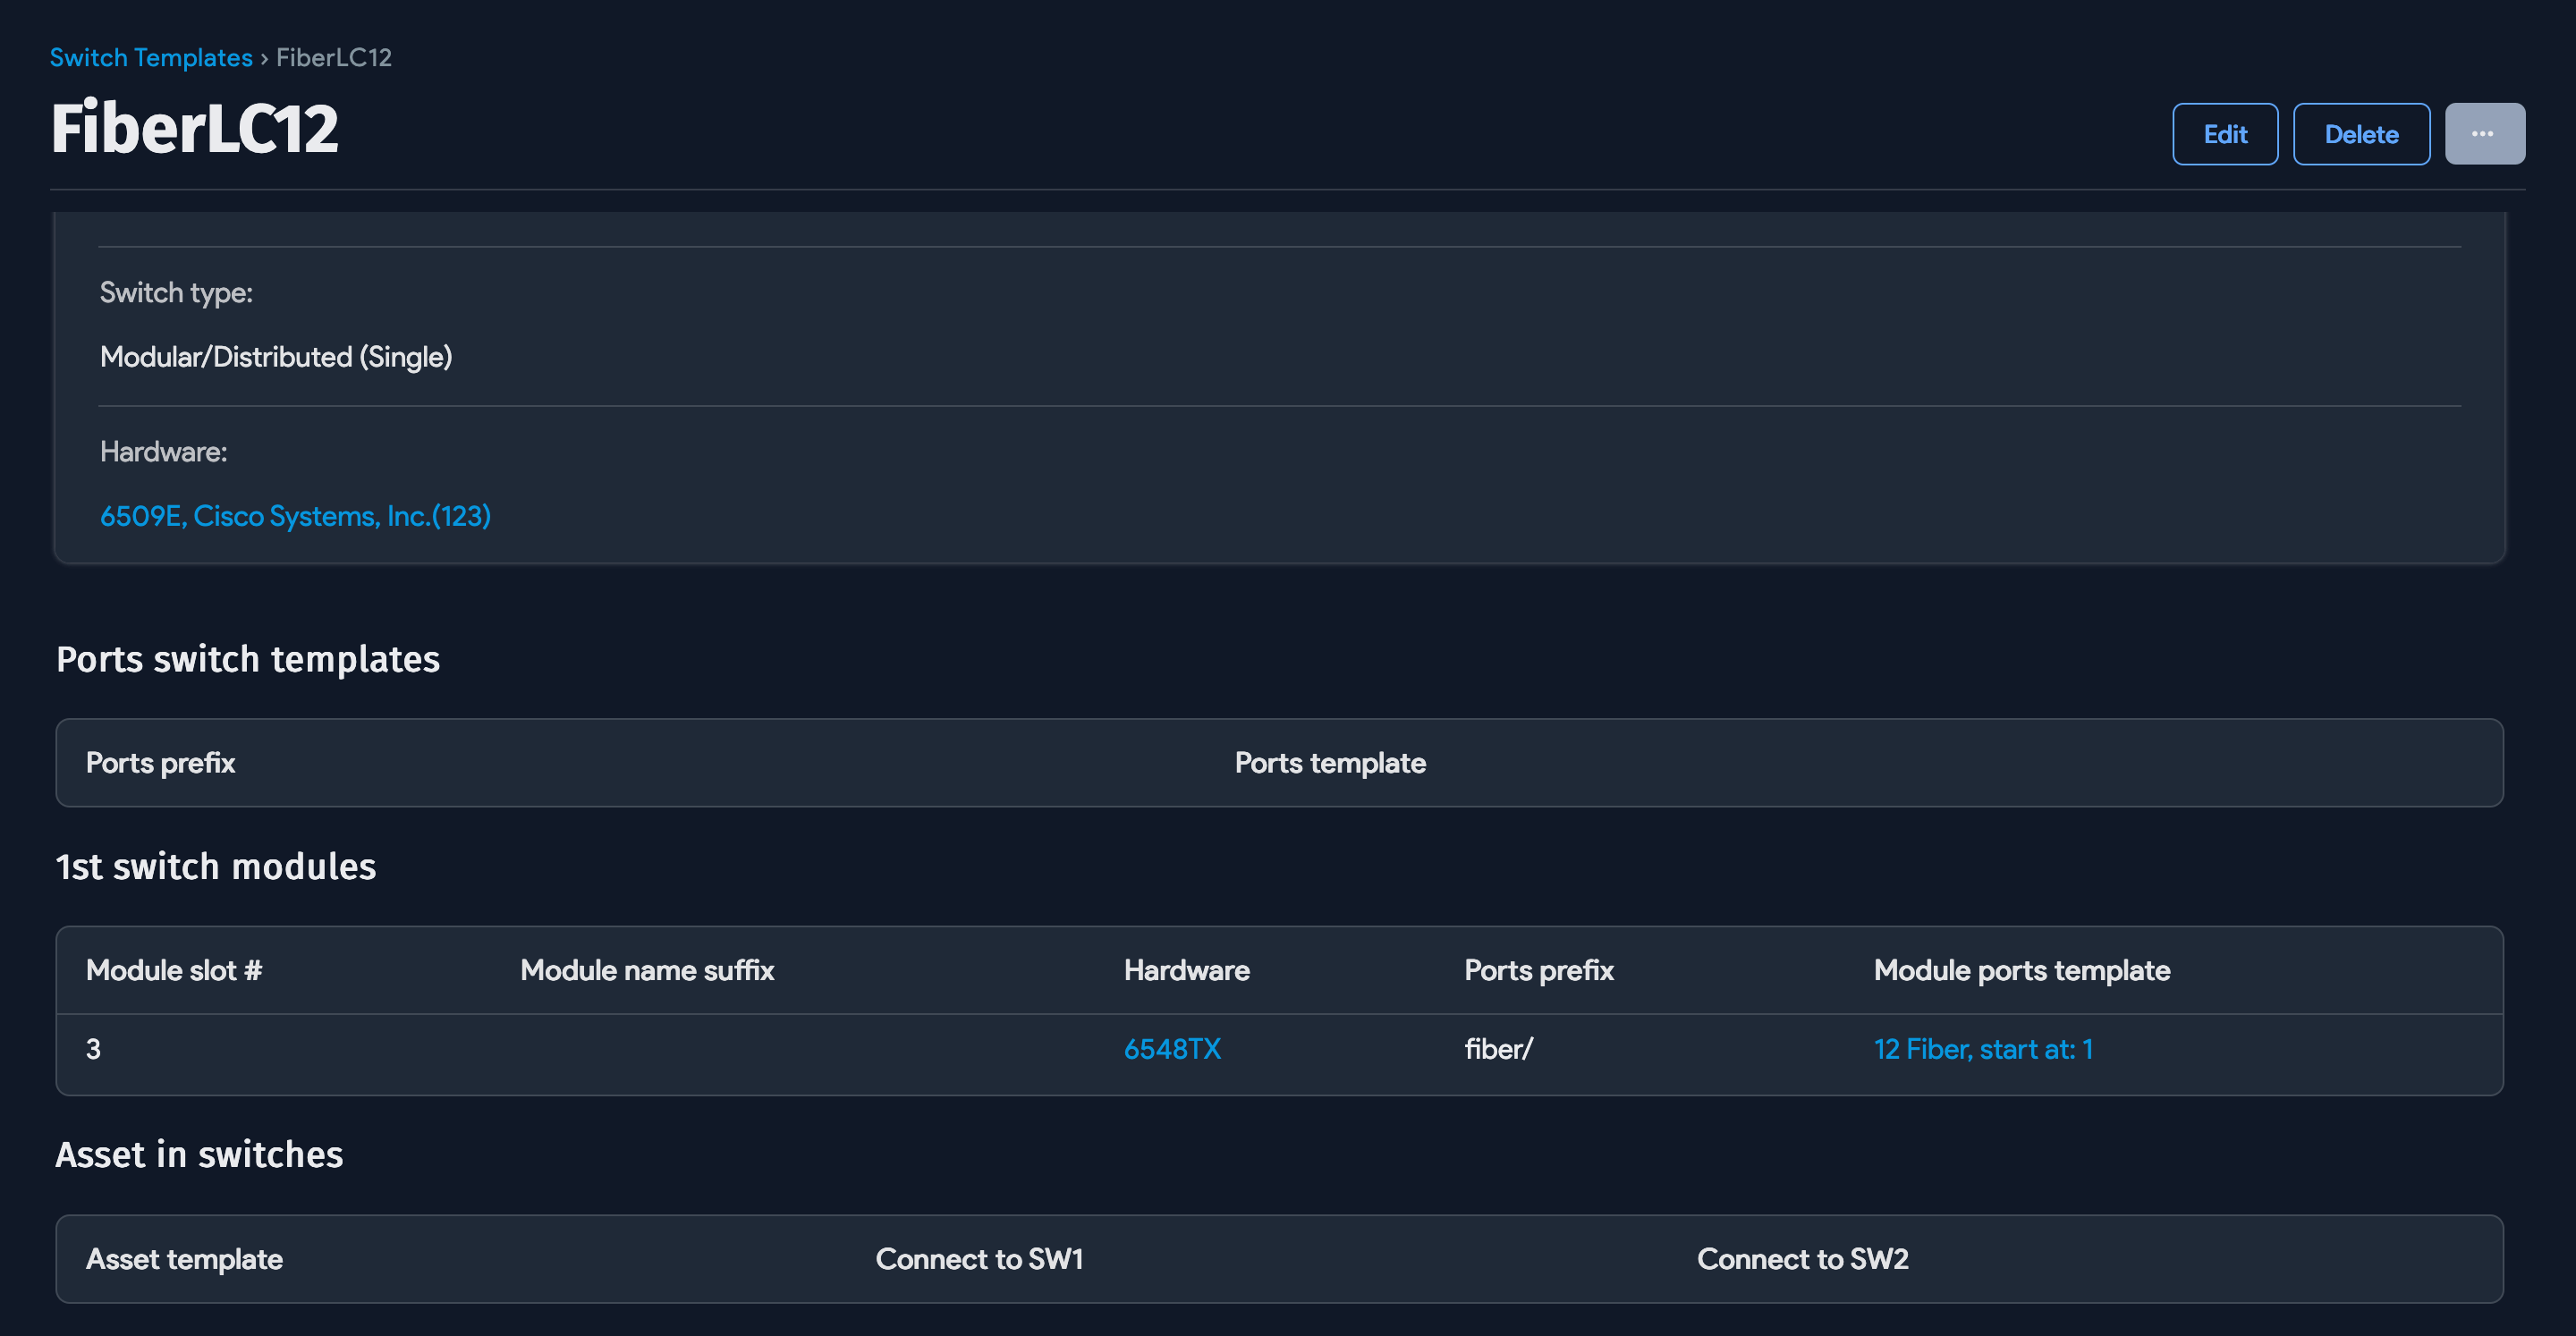 Switch Templates › FiberLC12
FiberLC12
Edit
Delete
···
Switch type:
Modular/Distributed (Single)
Hardware:
6509E, Cisco Systems, Inc.(123)
Ports switch templates
Ports prefix
Ports template
1st switch modules
Module slot #
Module name suffix
Hardware
Ports prefix
Module ports template
3
6548TX
fiber/
12 Fiber, start at: 1
Asset in switches
Asset template
Connect to SW1
Connect to SW2